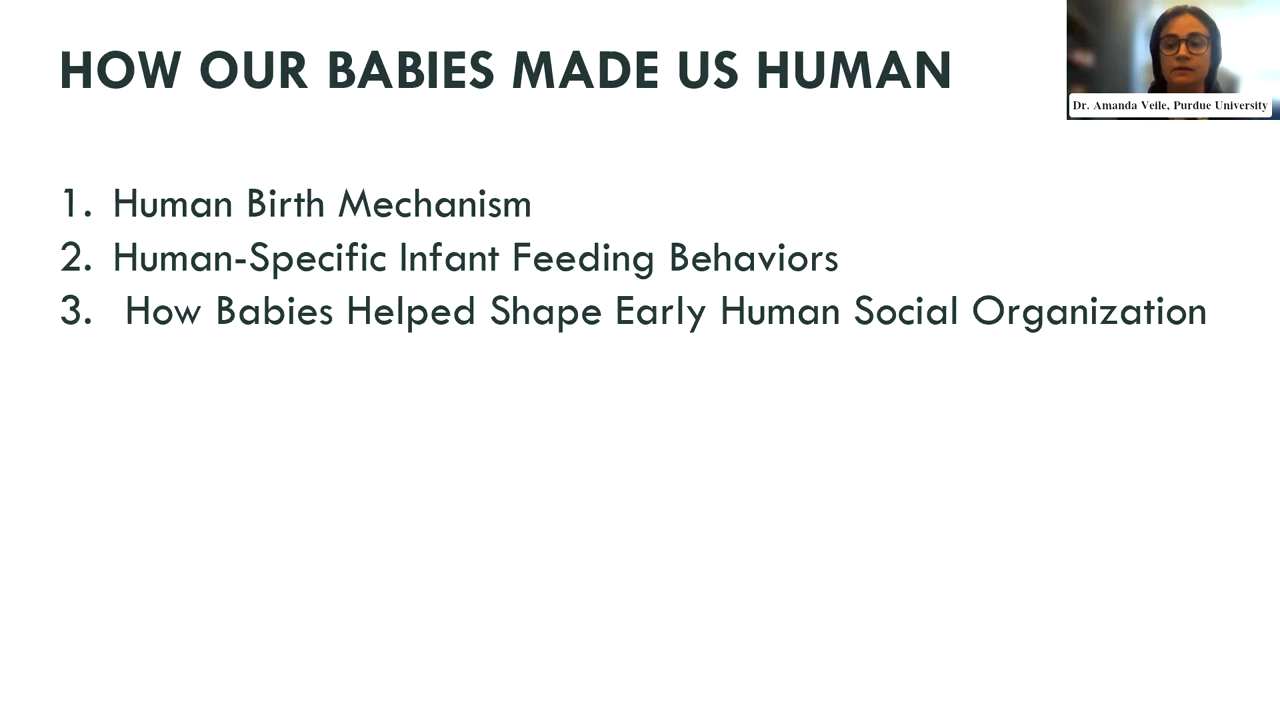 HOW OUR BABIES MADE US HUMAN
Dr. Amanda Veile, Purdue University
1. Human Birth Mechanism
2. Human-Specific Infant Feeding Behaviors
3. How Babies Helped Shape Early Human Social Organization